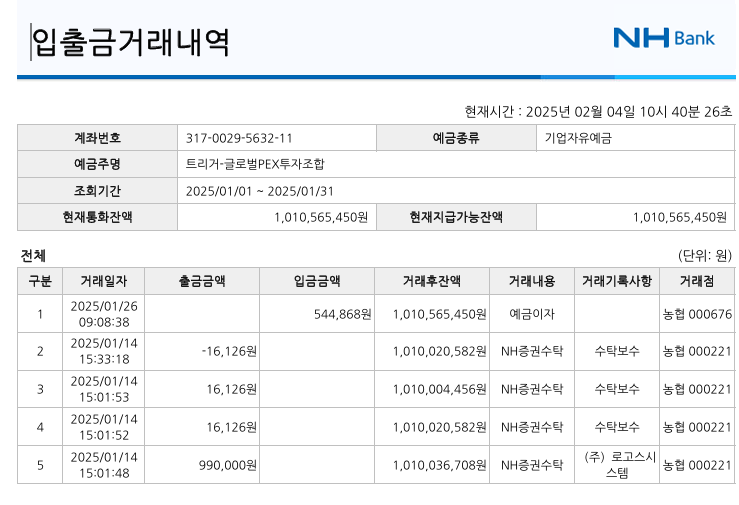 입출금거래내역
NH Bank
현재시간 : 2025년 02월 04일 10시 40분 26초
계좌번호 317-0029-5632-11 예금종류 기업자유예금
예금주명 트리거-글로벌PEX투자조합
조회기간 2025/01/01 ~ 2025/01/31
현재통화잔액 1,010,565,450원 현재지급가능잔액 1,010,565,450원
전체 (단위: 원)
구분 거래일자 출금금액 입금금액 거래후잔액 거래내용 거래기록사항 거래점
1 2025/01/26 09:08:38 544,868원 1,010,565,450원 예금이자 농협 000676
2 2025/01/14 15:33:18 -16,126원 1,010,020,582원 NH증권수탁 수탁보수 농협 000221
3 2025/01/14 15:01:53 16,126원 1,010,004,456원 NH증권수탁 수탁보수 농협 000221
4 2025/01/14 15:01:52 16,126원 1,010,020,582원 NH증권수탁 수탁보수 농협 000221
5 2025/01/14 15:01:48 990,000원 1,010,036,708원 NH증권수탁 (주) 로고스시스템 농협 000221